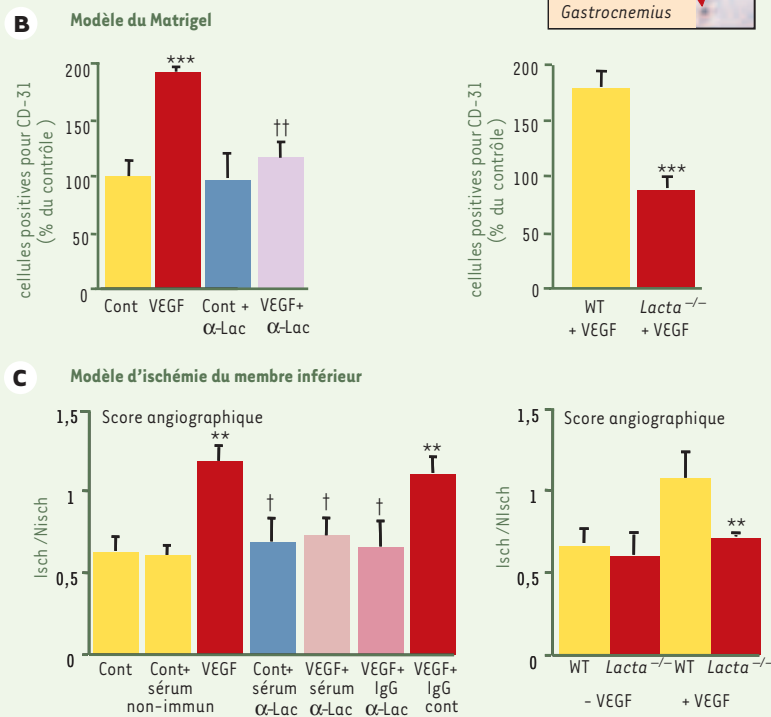 Gastrocnemius
B Modèle du Matrigel
cellules positives pour CD-31
(% du contrôle )
200
150
100
50
0
***
††
Cont VEGF Cont + VEGF+
α-Lac α-Lac
cellules positives pour CD-31
(% du contrôle )
200
150
100
50
0
***
WT Lacta –/–
+ VEGF + VEGF
C Modèle d'ischémie du membre inférieur
Score angiographique
Isch /Nisch
1,5
1
0,5
0
** † † † **
Cont Cont+ VEGF Cont+ VEGF+ VEGF+ VEGF+
sérum sérum sérum IgG IgG
non-immun α-Lac α-Lac α-Lac cont
Score angiographique
Isch /NIsch
1,5
1
0,5
0
**
WT Lacta –/– WT Lacta –/–
- VEGF + VEGF